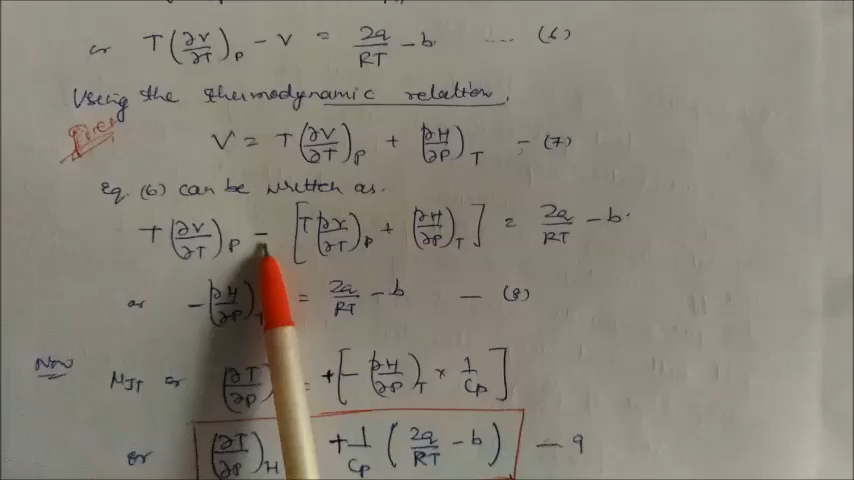 or T(∂V/∂T)_P - V = 2a/RT - b .... (6)
Using the thermodynamic relation.
V = T(∂V/∂T)_P + (∂H/∂P)_T - (7)
Eq. (6) can be written as.
T(∂V/∂T)_P - [T(∂V/∂T)_P + (∂H/∂P)_T] = 2a/RT - b.
or -(∂H/∂P)_T = 2a/RT - b — (8)
Now μ_JT or (∂T/∂P) = +[-(∂H/∂P)_T × 1/Cp]
or (∂T/∂P)_H +1/Cp (2a/RT - b) — 9